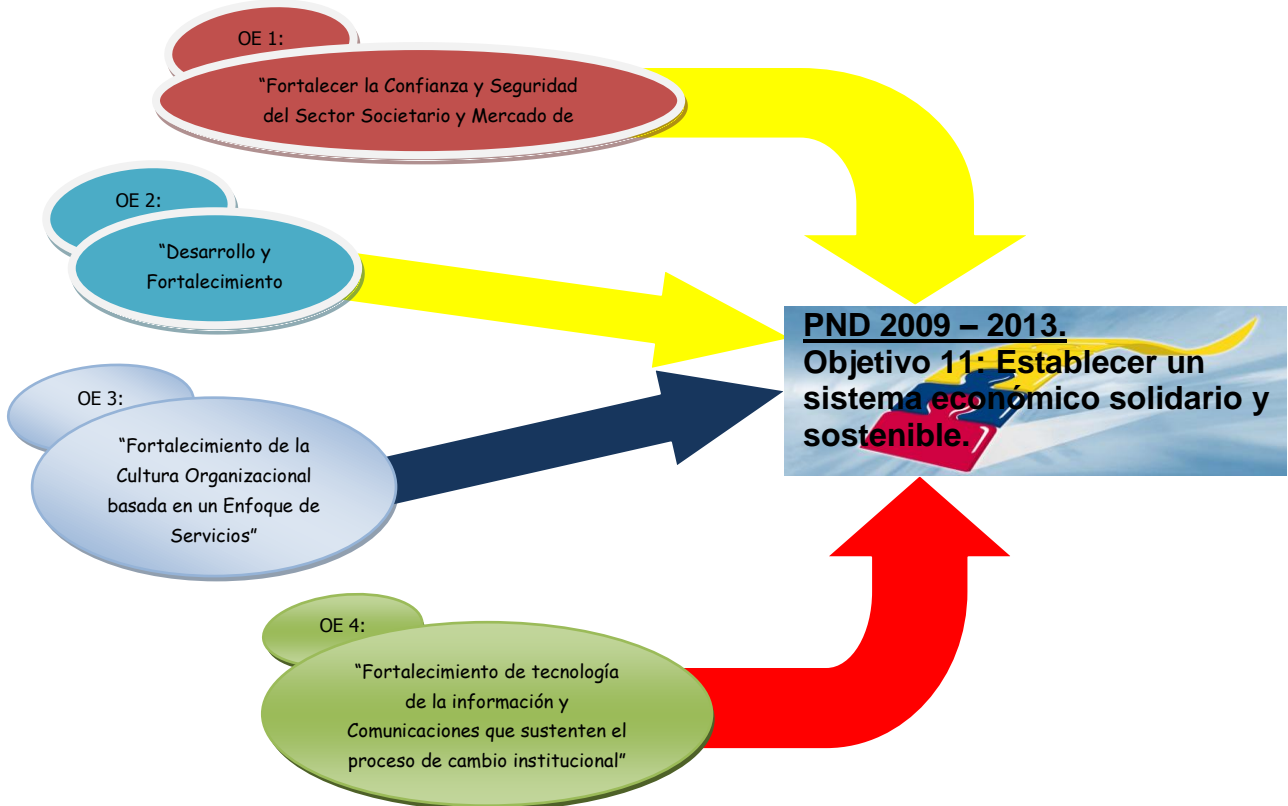 OE 1:
“Fortalecer la Confianza y Seguridad
del Sector Societario y Mercado de
OE 2:
“Desarrollo y
Fortalecimiento
OE 3:
“Fortalecimiento de la
Cultura Organizacional
basada en un Enfoque de
Servicios”
OE 4:
“Fortalecimiento de tecnología
de la información y
Comunicaciones que sustenten el
proceso de cambio institucional”
PND 2009 – 2013.
Objetivo 11: Establecer un
sistema económico solidario y
sostenible.